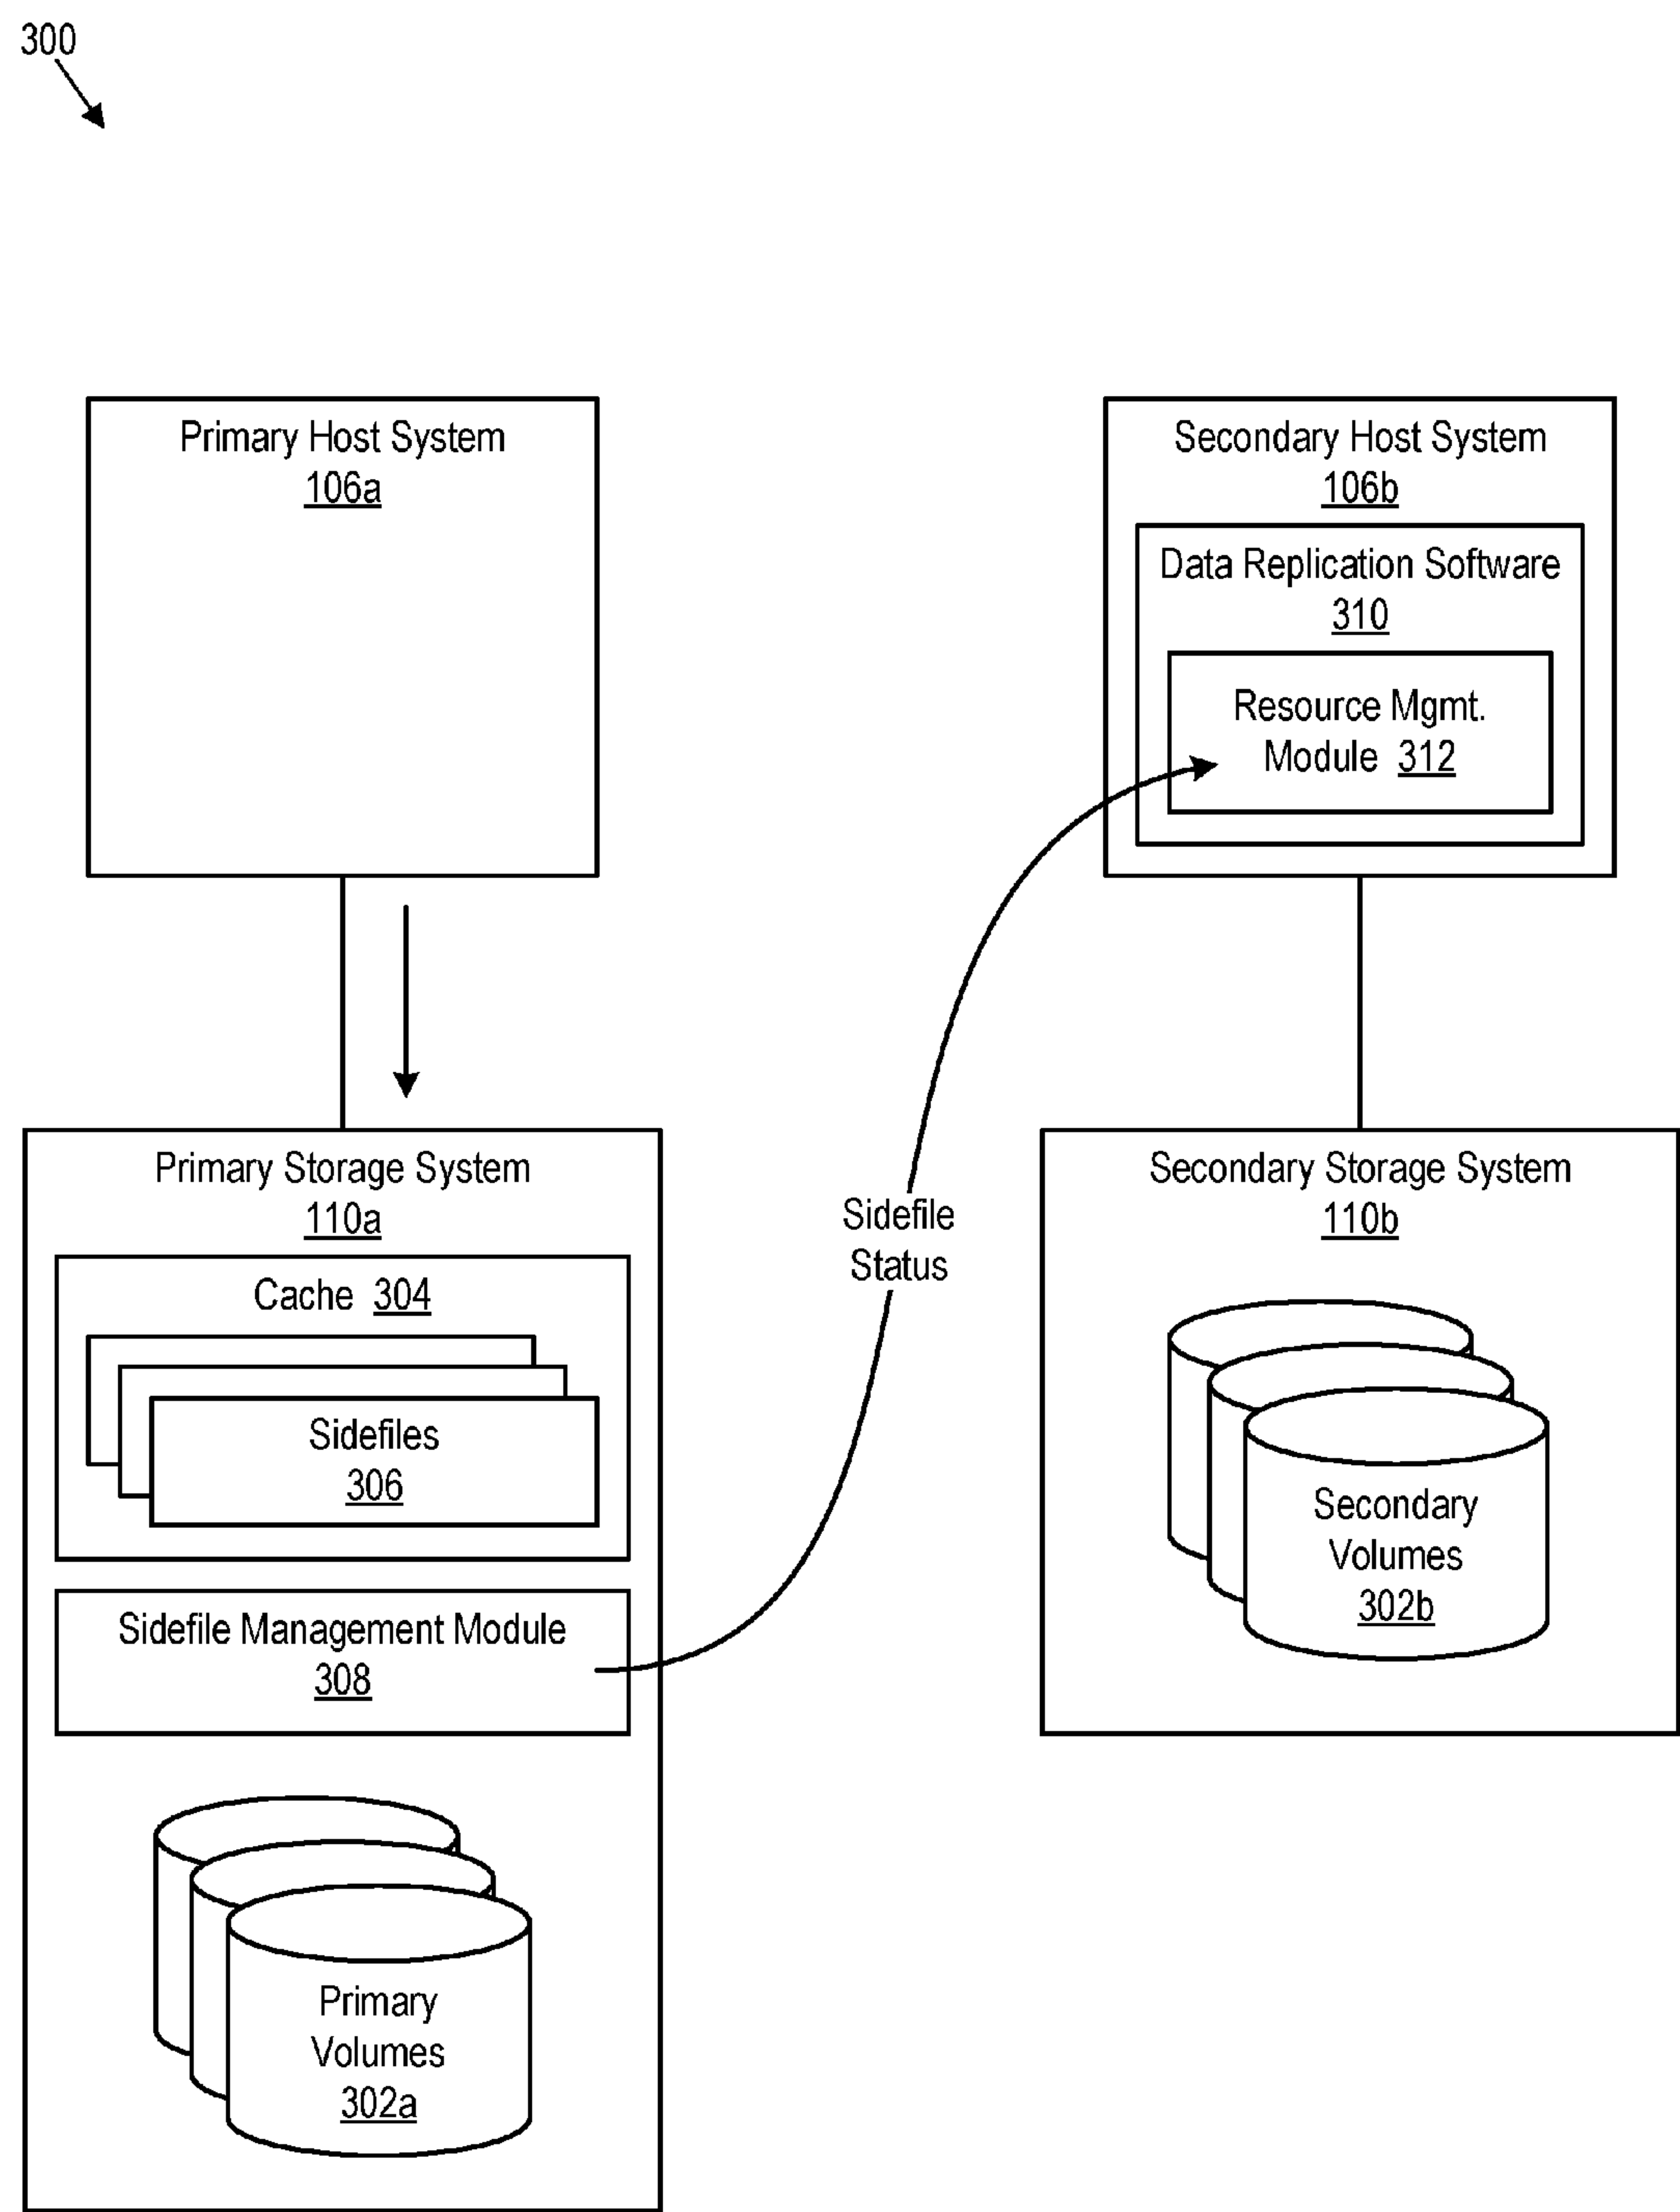 300
Primary Host System
106a
Secondary Host System
106b
Data Replication Software
310
Resource Mgmt.
Module 312
Primary Storage System
110a
Cache 304
Sidefiles
306
Sidefile Management Module
308
Primary
Volumes
302a
Sidefile
Status
Secondary Storage System
110b
Secondary
Volumes
302b